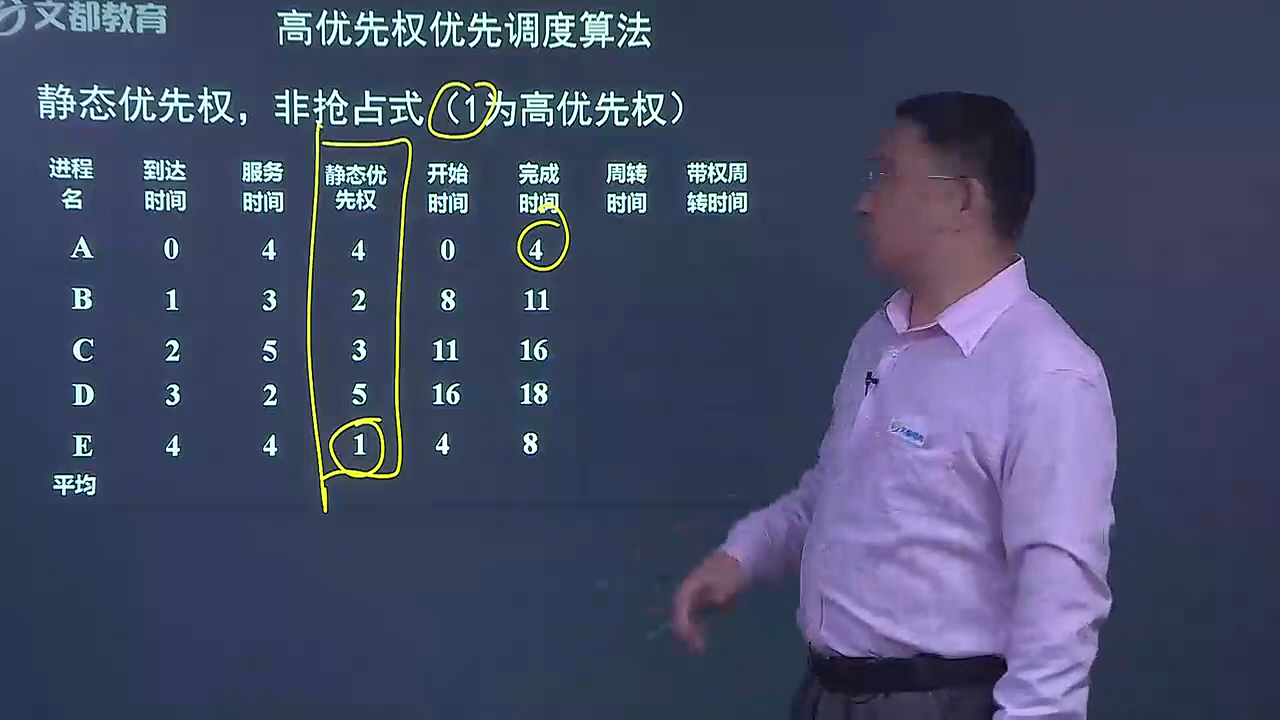 文都教育
高优先权优先调度算法
静态优先权，非抢占式（1为高优先权）
进程名 到达时间 服务时间 静态优先权 开始时间 完成时间 周转时间 带权周转时间
A 0 4 4 0 4
B 1 3 2 8 11
C 2 5 3 11 16
D 3 2 5 16 18
E 4 4 1 4 8
平均